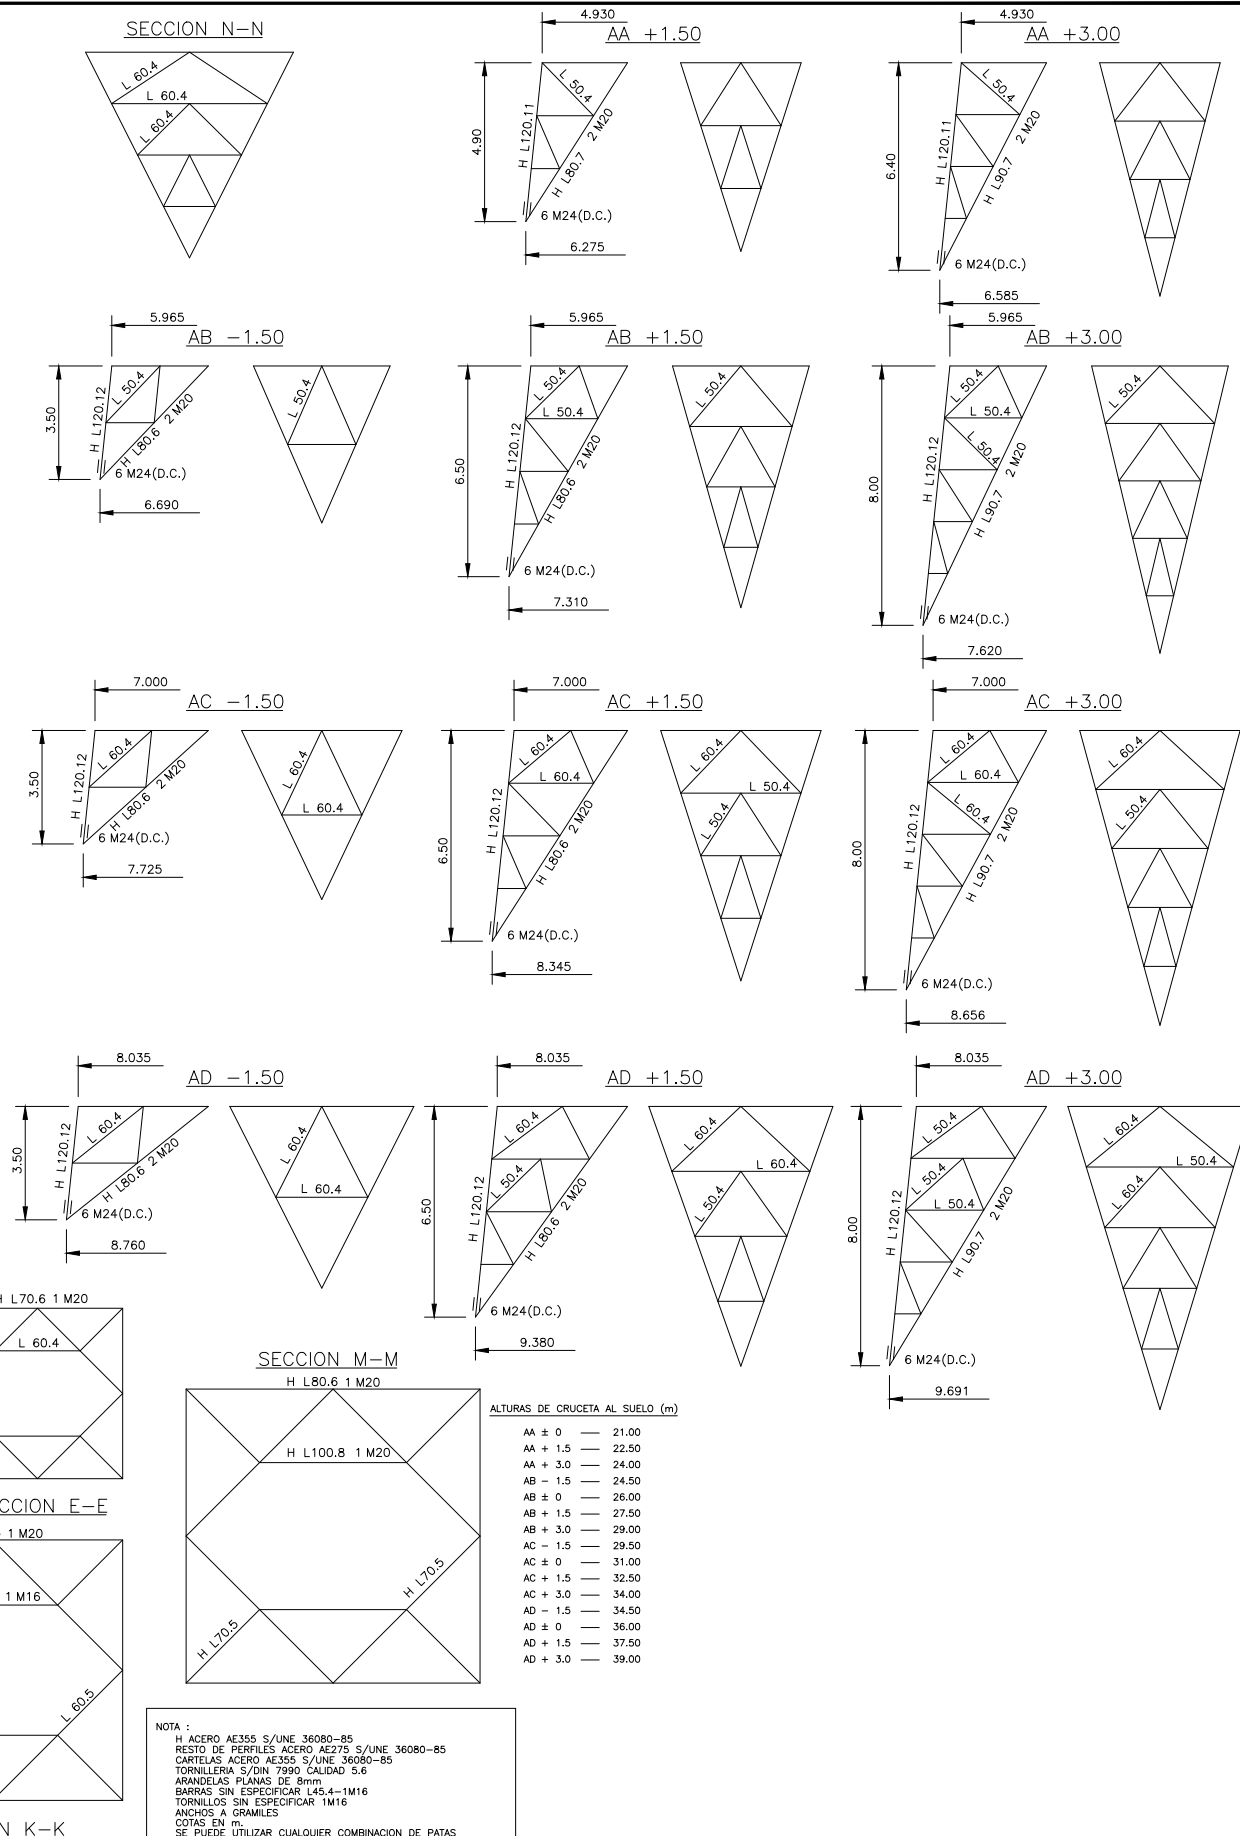 SECCION N-N
L 60.4
L 60.4
L 60.4
4.930
AA +1.50
4.90
H L120.11
L 50.4
H L80.7 2 M20
6 M24(D.C.)
6.275
4.930
AA +3.00
6.40
H L120.11
L 50.4
H L90.7 2 M20
6 M24(D.C.)
6.585
5.965
AB -1.50
3.50
H L120.12
L 50.4
H L80.6 2 M20
6 M24(D.C.)
6.690
L 50.4
5.965
AB +1.50
6.50
H L120.12
L 50.4
L 50.4
H L80.6 2 M20
6 M24(D.C.)
7.310
L 50.4
5.965
AB +3.00
8.00
H L120.12
L 50.4
L 50.4
L 50.4
H L90.7 2 M20
6 M24(D.C.)
7.620
L 50.4
7.000
AC -1.50
3.50
H L120.12
L 60.4
H L80.6 2 M20
6 M24(D.C.)
7.725
L 60.4
L 60.4
7.000
AC +1.50
6.50
H L120.12
L 60.4
L 60.4
H L80.6 2 M20
6 M24(D.C.)
8.345
L 60.4
L 50.4
L 50.4
7.000
AC +3.00
8.00
H L120.12
L 60.4
L 60.4
L 60.4
H L90.7 2 M20
6 M24(D.C.)
8.656
L 60.4
L 50.4
8.035
AD -1.50
3.50
H L120.12
L 60.4
H L80.6 2 M20
6 M24(D.C.)
8.760
L 60.4
L 60.4
8.035
AD +1.50
6.50
H L120.12
L 60.4
L 50.4
H L80.6 2 M20
6 M24(D.C.)
9.380
L 60.4
L 60.4
L 50.4
8.035
AD +3.00
8.00
H L120.12
L 50.4
L 50.4
L 50.4
H L90.7 2 M20
6 M24(D.C.)
9.691
L 60.4
L 50.4
L 60.4
H L70.6 1 M20
L 60.4
CCION E-E
1 M20
1 M16
L 60.5
N K-K
SECCION M-M
H L80.6 1 M20
H L100.8 1 M20
H L70.5
H L70.5
ALTURAS DE CRUCETA AL SUELO (m)
AA ± 0 — 21.00
AA + 1.5 — 22.50
AA + 3.0 — 24.00
AB - 1.5 — 24.50
AB ± 0 — 26.00
AB + 1.5 — 27.50
AB + 3.0 — 29.00
AC - 1.5 — 29.50
AC ± 0 — 31.00
AC + 1.5 — 32.50
AC + 3.0 — 34.00
AD - 1.5 — 34.50
AD ± 0 — 36.00
AD + 1.5 — 37.50
AD + 3.0 — 39.00
NOTA :
H ACERO AE355 S/UNE 36080-85
RESTO DE PERFILES ACERO AE275 S/UNE 36080-85
CARTELAS ACERO AE355 S/UNE 36080-85
TORNILLERIA S/DIN 7990 CALIDAD 5.6
ARANDELAS PLANAS DE 8mm
BARRAS SIN ESPECIFICAR L45.4-1M16
TORNILLOS SIN ESPECIFICAR 1M16
ANCHOS A GRAMILES
COTAS EN m.
SE PUEDE UTILIZAR CUALQUIER COMBINACION DE PATAS